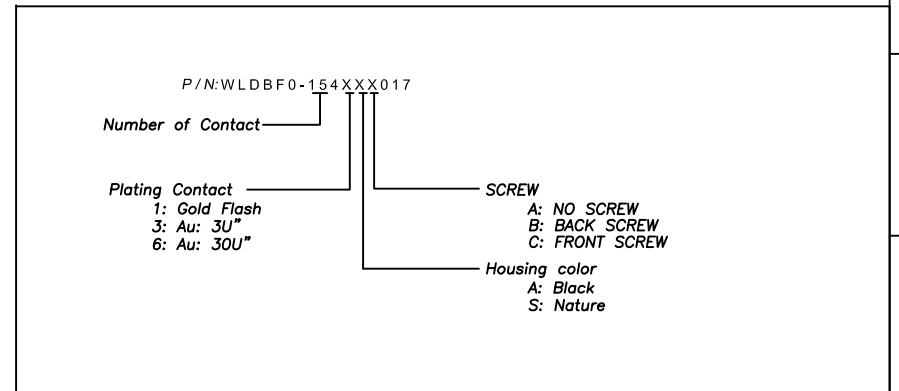 P/N:WLDBF0-154XXX017
Number of Contact
Plating Contact
1: Gold Flash
3: Au: 3U"
6: Au: 30U"
SCREW
A: NO SCREW
B: BACK SCREW
C: FRONT SCREW
Housing color
A: Black
S: Nature